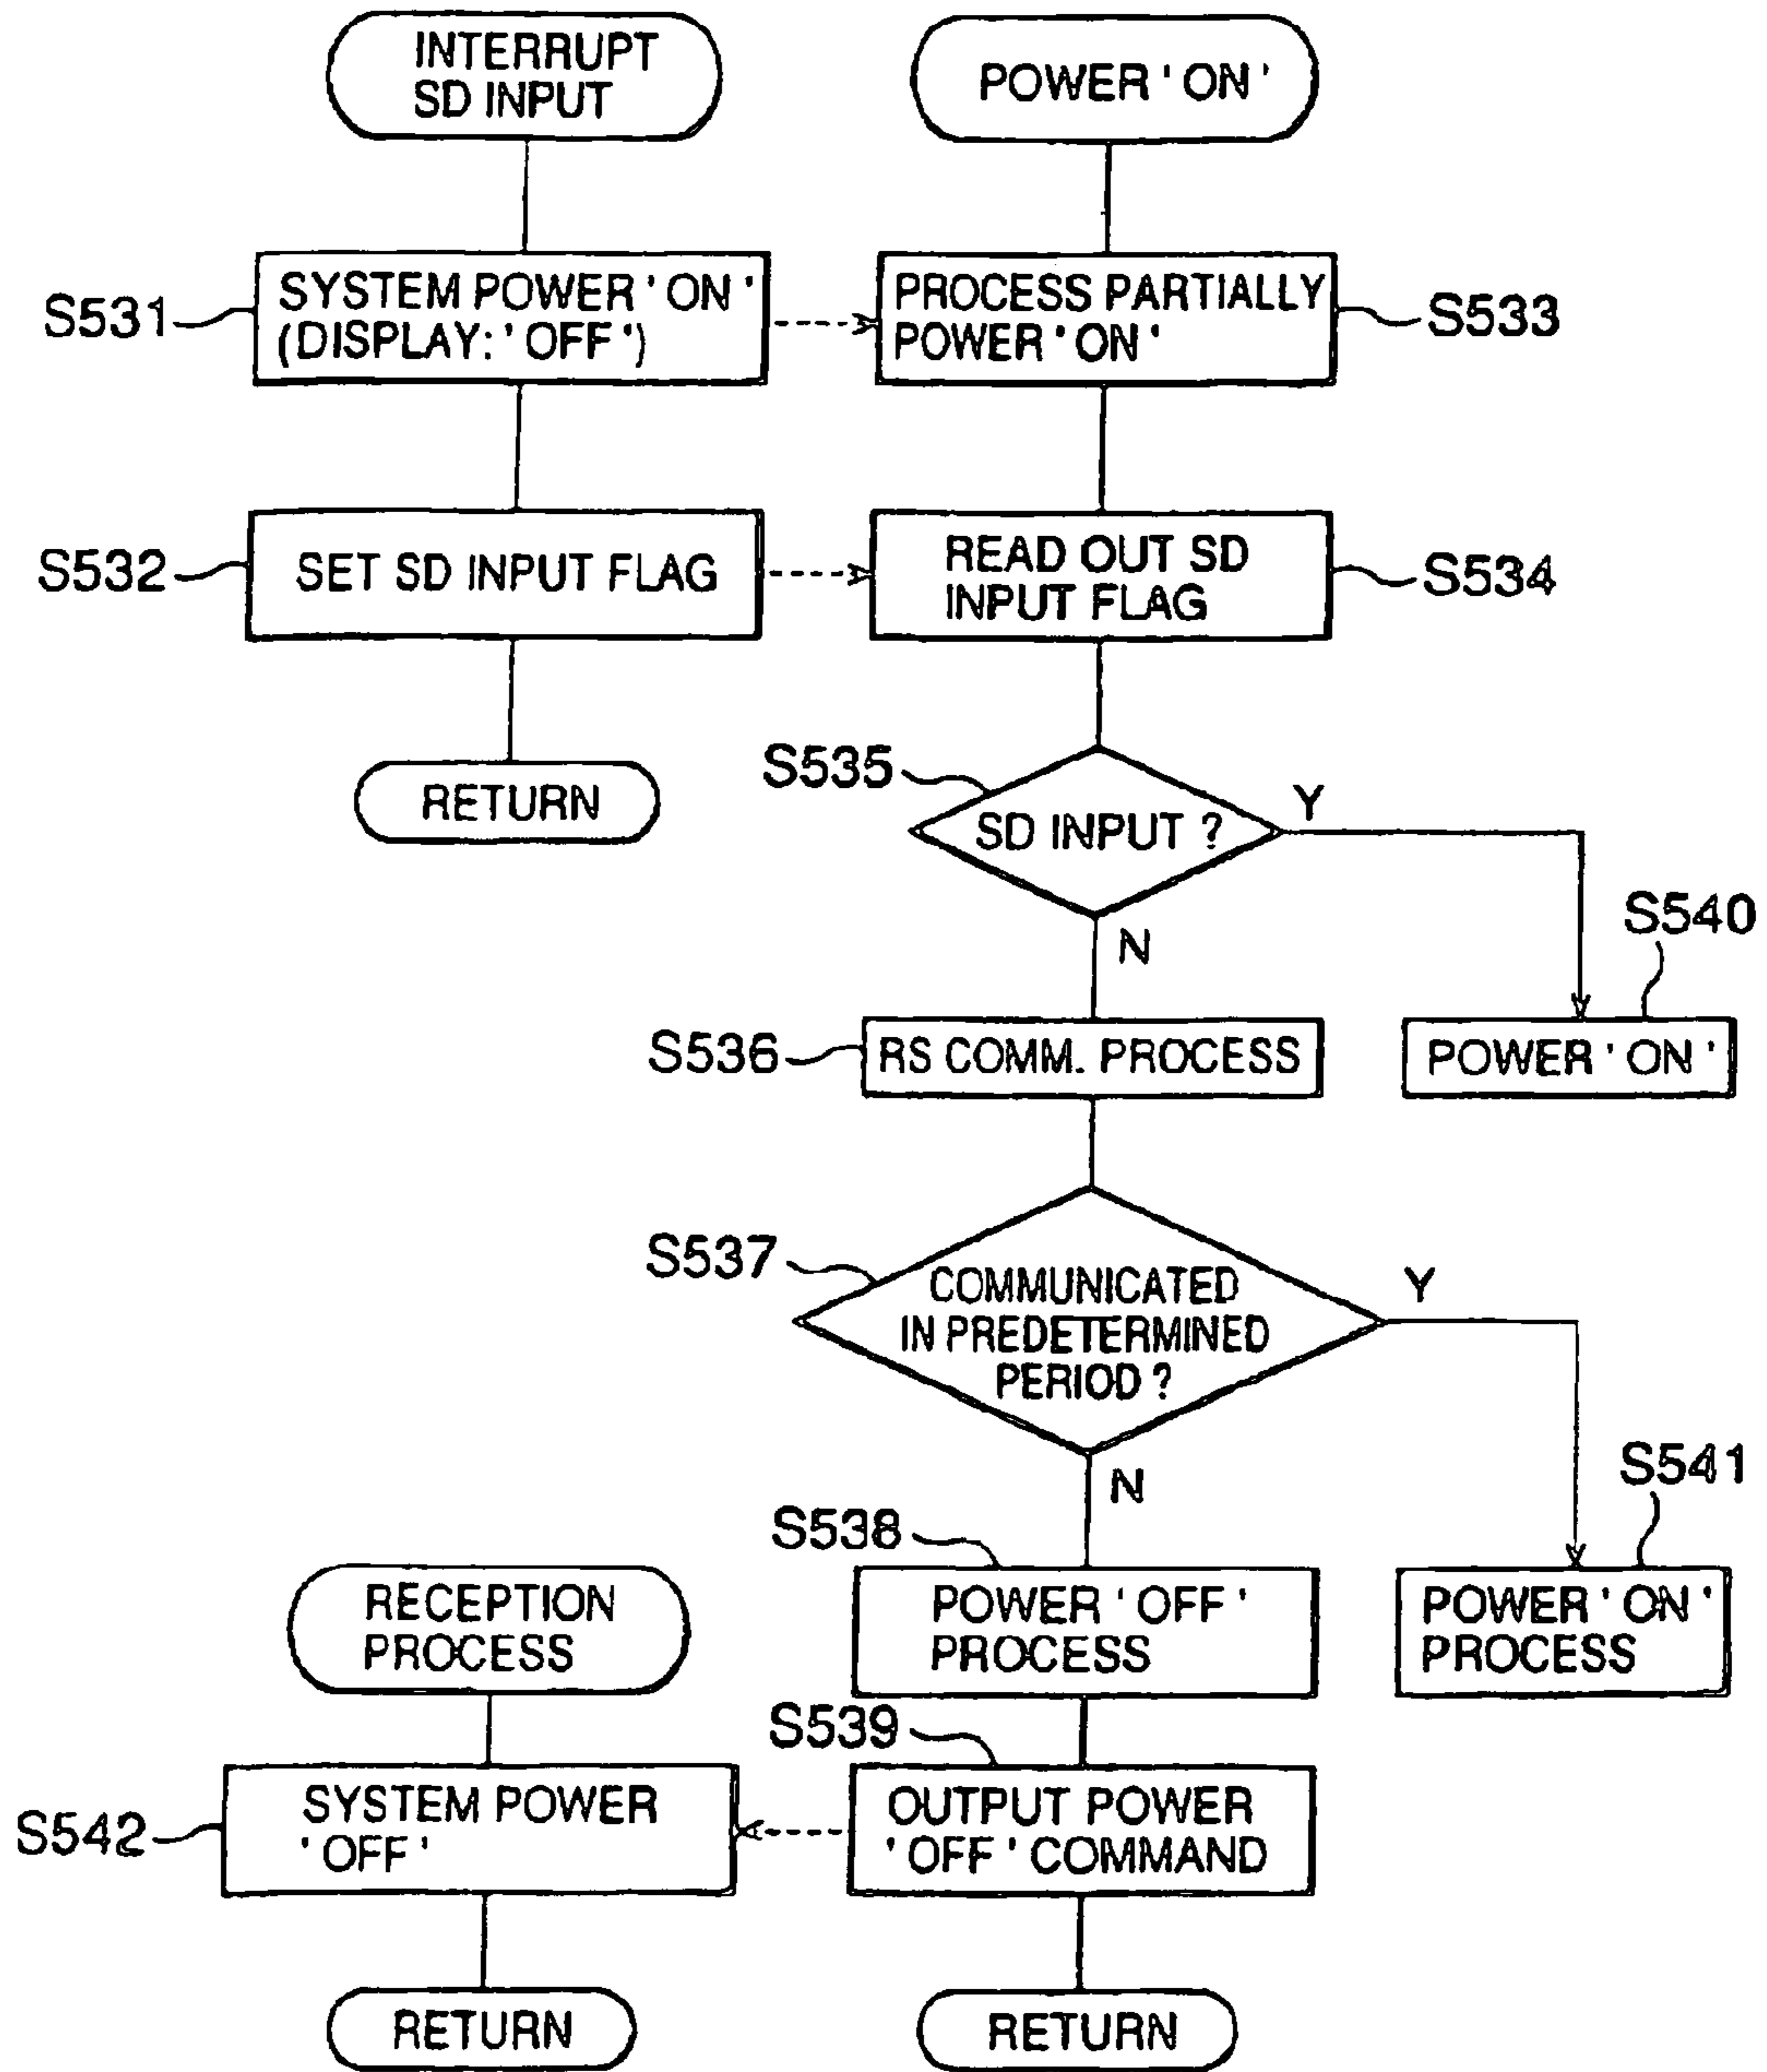 INTERRUPT
SD INPUT
POWER 'ON'
S531
SYSTEM POWER 'ON'
(DISPLAY: 'OFF')
PROCESS PARTIALLY
POWER 'ON'
S533
S532
SET SD INPUT FLAG
READ OUT SD
INPUT FLAG
S534
RETURN
S535
SD INPUT ?
Y
N
S540
S536
RS COMM. PROCESS
POWER 'ON'
S537
COMMUNICATED
IN PREDETERMINED
PERIOD ?
Y
N
S541
S538
POWER 'OFF'
PROCESS
POWER 'ON'
PROCESS
RECEPTION
PROCESS
S539
S542
SYSTEM POWER
'OFF'
OUTPUT POWER
'OFF' COMMAND
RETURN
RETURN